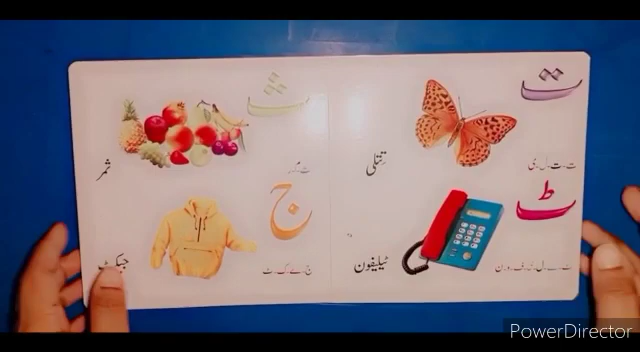 ت
ت۔ت۔ل۔ی
تتلی
ٹ
ٹیلیفون
ث
ث۔م۔ر
ثمر
ج
ج۔ے۔ک۔ٹ
جیکٹ
PowerDirector